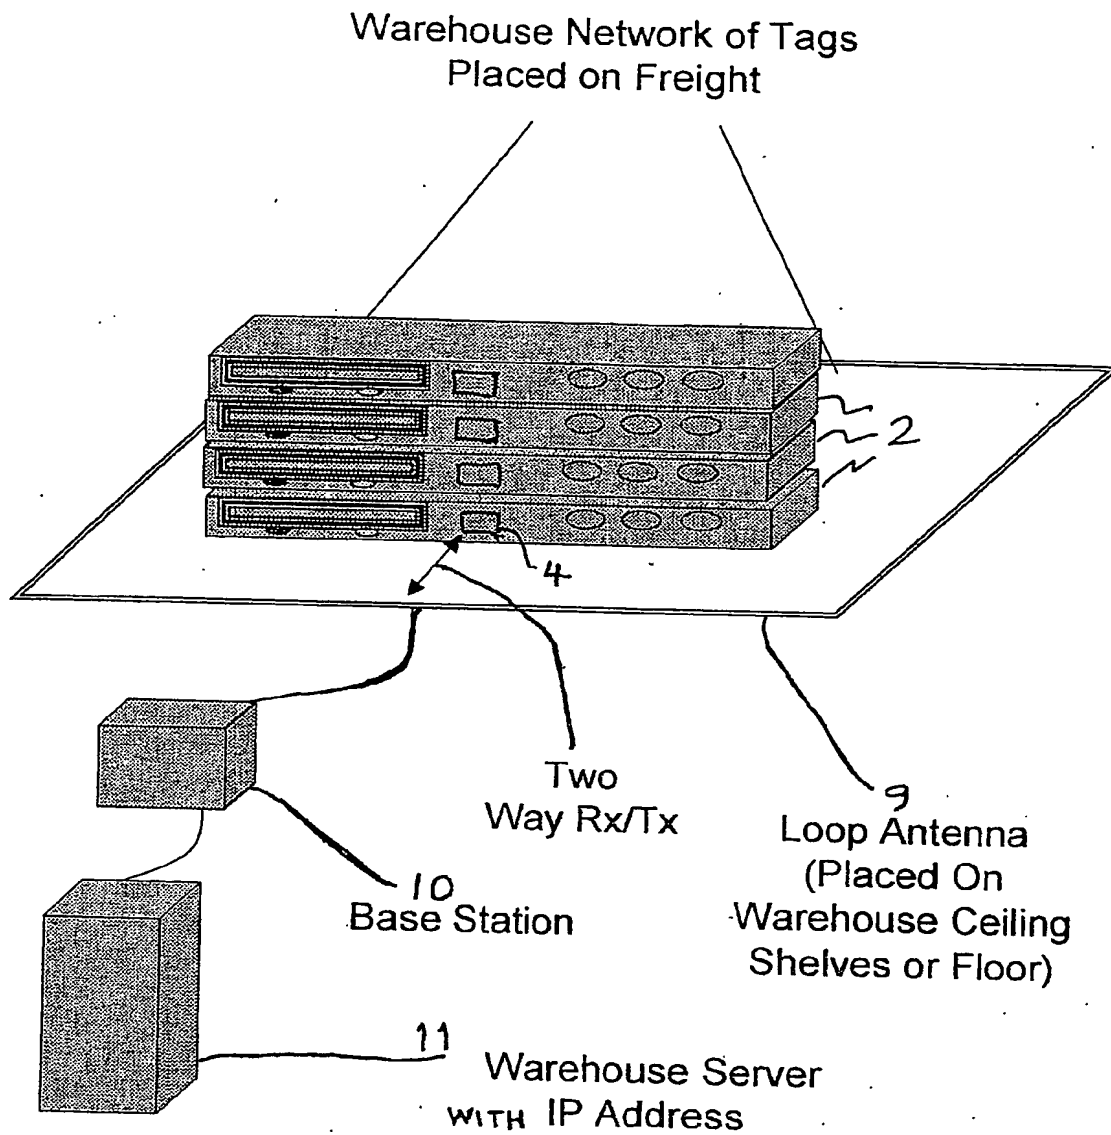 Warehouse Network of Tags
Placed on Freight
2
4
Two
Way Rx/Tx
9
Loop Antenna
(Placed On
Warehouse Ceiling
Shelves or Floor)
10
Base Station
11
Warehouse Server
WITH IP Address